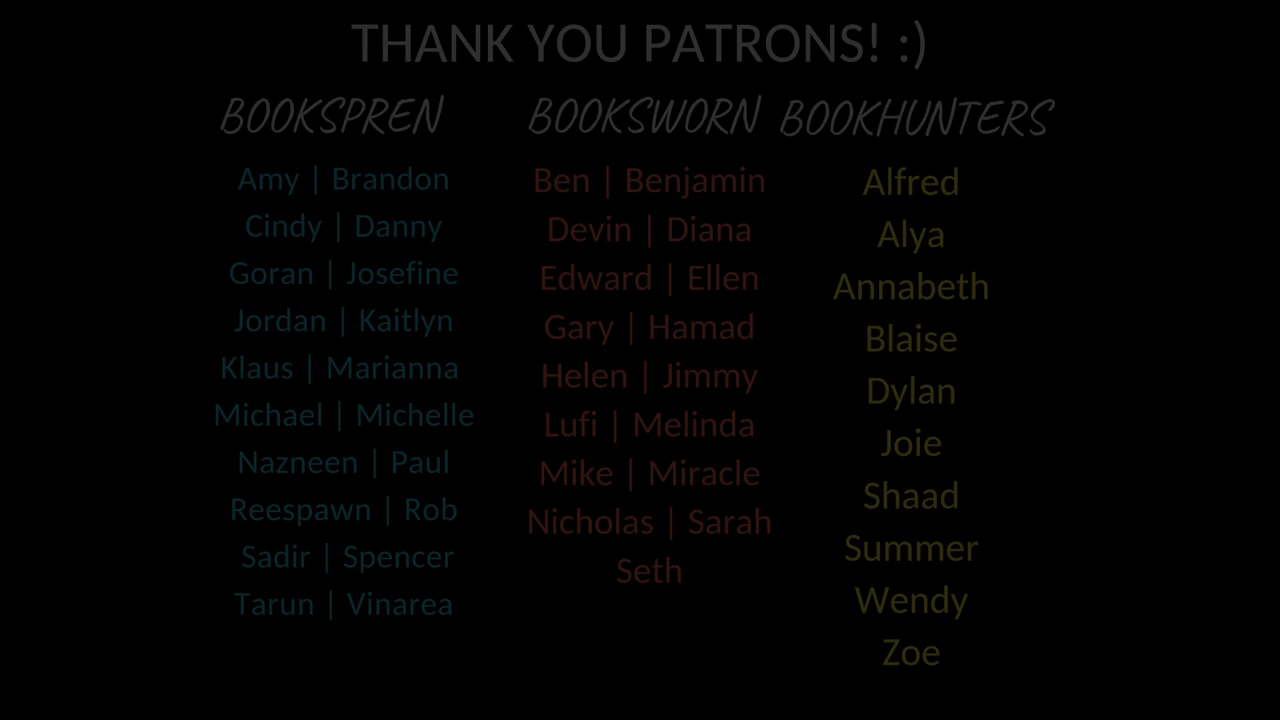 THANK YOU PATRONS! :)
BOOKSPREN
Amy | Brandon
Cindy | Danny
Goran | Josefine
Jordan | Kaitlyn
Klaus | Marianna
Michael | Michelle
Nazneen | Paul
Reespawn | Rob
Sadir | Spencer
Tarun | Vinarea
BOOKSWORN
Ben | Benjamin
Devin | Diana
Edward | Ellen
Gary | Hamad
Helen | Jimmy
Lufi | Melinda
Mike | Miracle
Nicholas | Sarah
Seth
BOOKHUNTERS
Alfred
Alya
Annabeth
Blaise
Dylan
Joie
Shaad
Summer
Wendy
Zoe